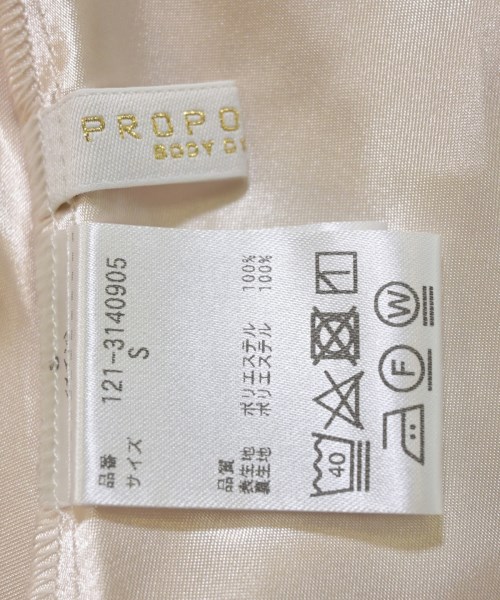 PROPO
BODY D
品番 121-3140905
サイズ S
品質
表生地 ポリエステル 100%
裏生地 ポリエステル 100%
40
W
F